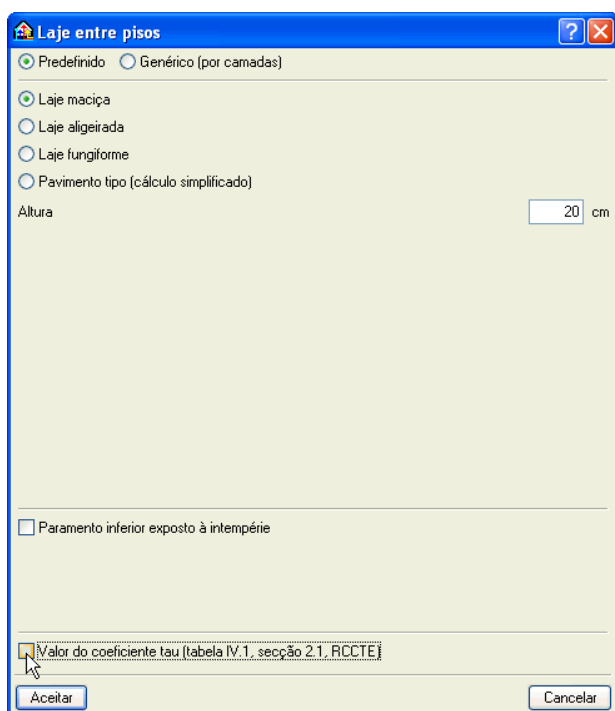 Laje entre pisos
Predefinido Genérico (por camadas)
Laje maciça
Laje aligeirada
Laje fungiforme
Pavimento tipo (cálculo simplificado)
Altura 20 cm
Paramento inferior exposto à intempérie
Valor do coeficiente tau (tabela IV.1, secção 2.1, RCCTE)
Aceitar Cancelar